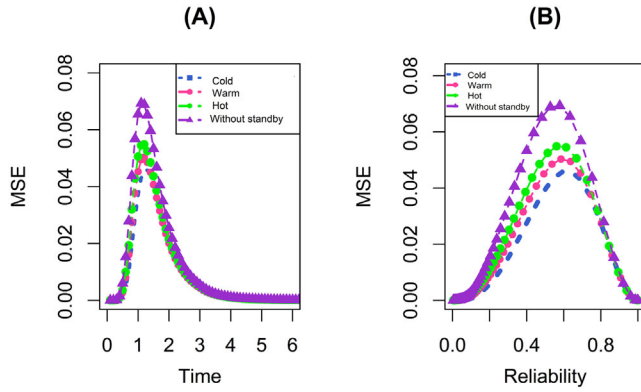 (A)
MSE
0.00 0.02 0.04 0.06 0.08
Cold
Warm
Hot
Without standby
0 1 2 3 4 5 6
Time
(B)
MSE
0.00 0.02 0.04 0.06 0.08
Cold
Warm
Hot
Without standby
0.0 0.4 0.8
Reliability